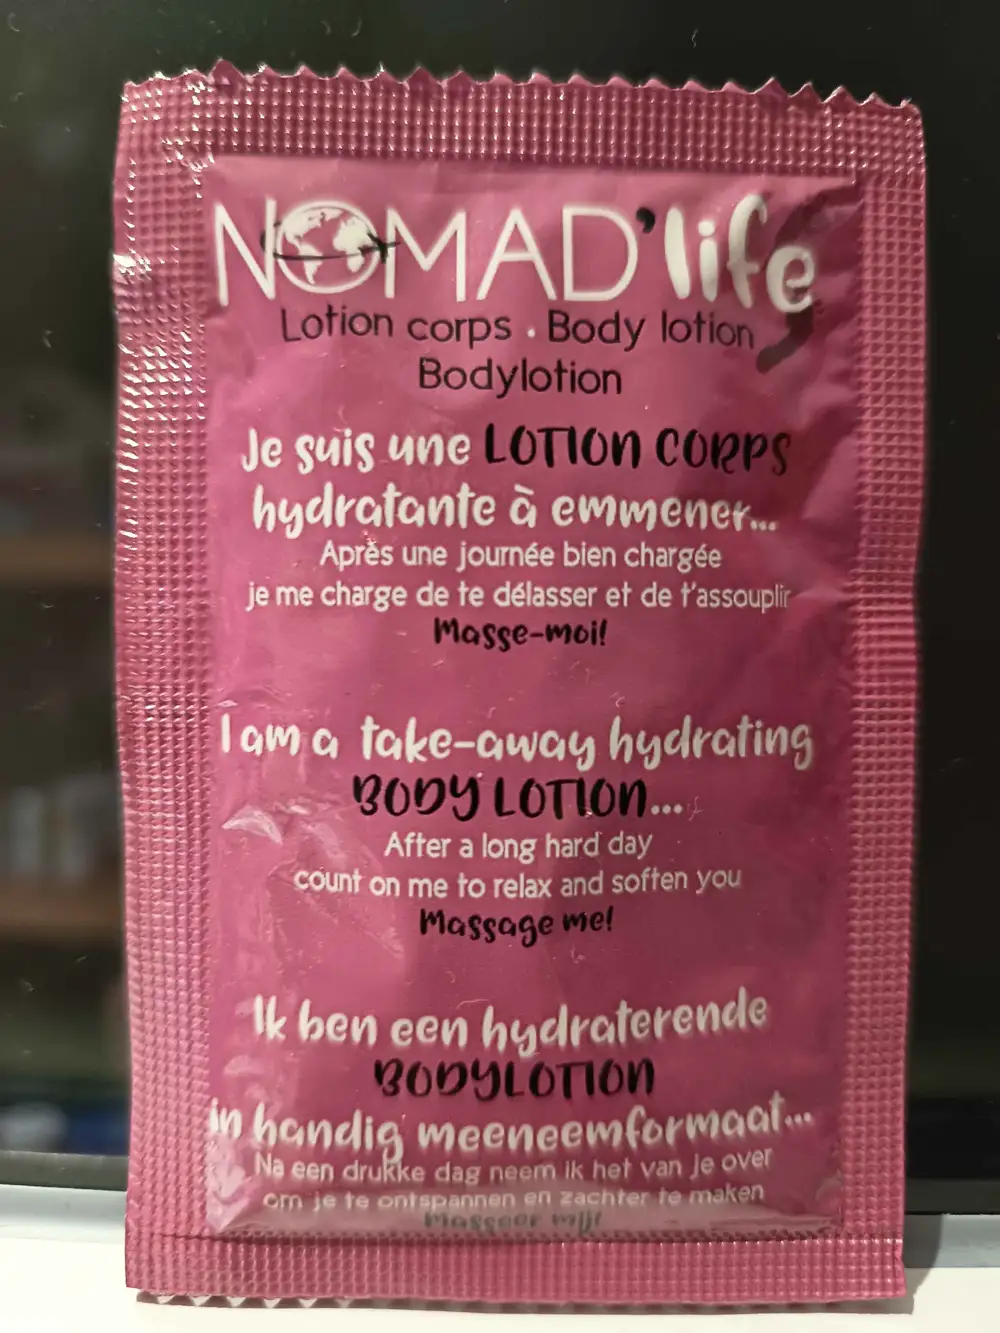 NOMAD'life
Lotion corps . Body lotion
Bodylotion
Je suis une LOTION CORPS
hydratante à emmener...
Après une journée bien chargée
je me charge de te délasser et de t'assouplir
Masse-moi!
I am a take-away hydrating
BODY LOTION...
After a long hard day
count on me to relax and soften you
Massage me!
Ik ben een hydraterende
BODYLOTION
in handig meeneemformaat...
Na een drukke dag neem ik het van je over
om je te ontspannen en zachter te maken
Masseer mij!